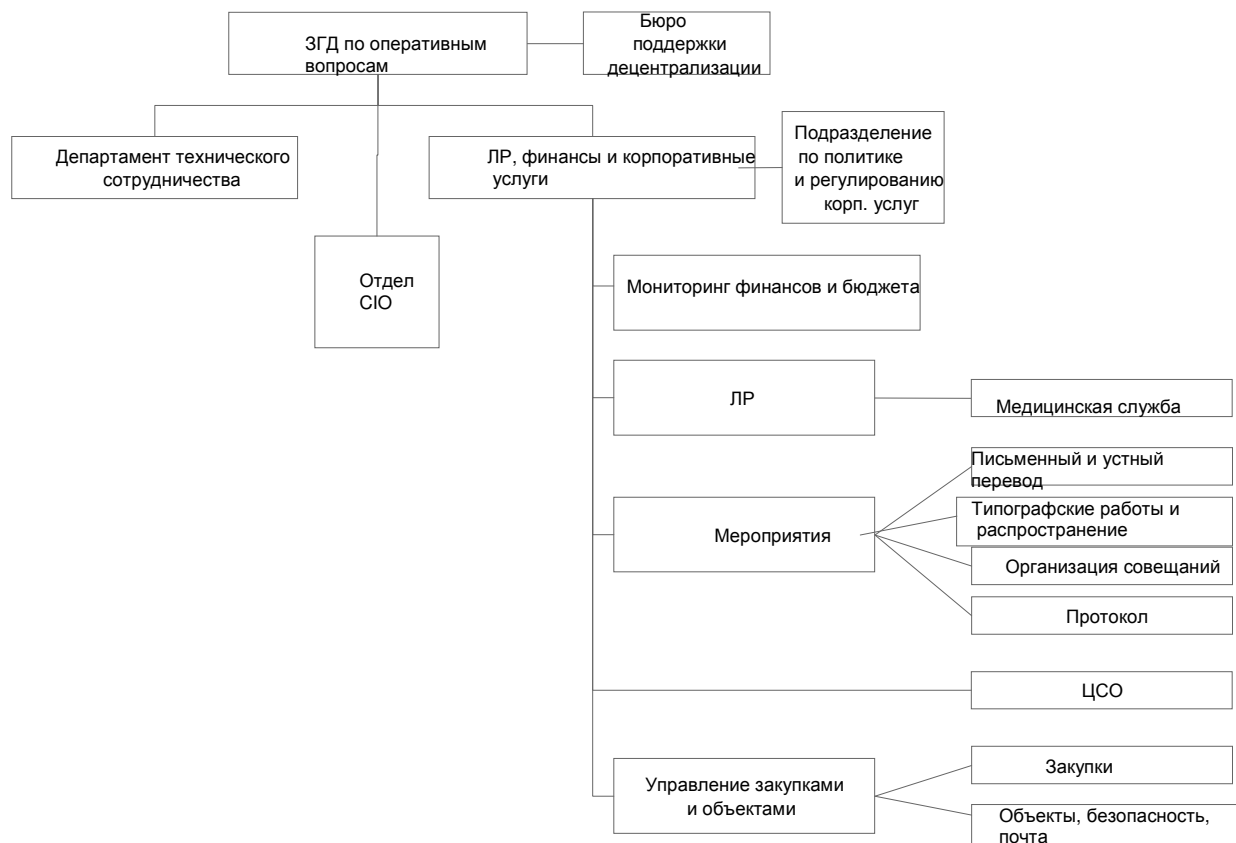 ЗГД по оперативным
вопросам
Бюро
поддержки
децентрализации
Департамент технического
сотрудничества
ЛР, финансы и корпоративные
услуги
Подразделение
по политике
и регулированию
корп. услуг
Отдел
CIO
Мониторинг финансов и бюджета
ЛР
Медицинская служба
Мероприятия
Письменный и устный
перевод
Типографские работы и
распространение
Организация совещаний
Протокол
ЦСО
Управление закупками
и объектами
Закупки
Объекты, безопасность,
почта